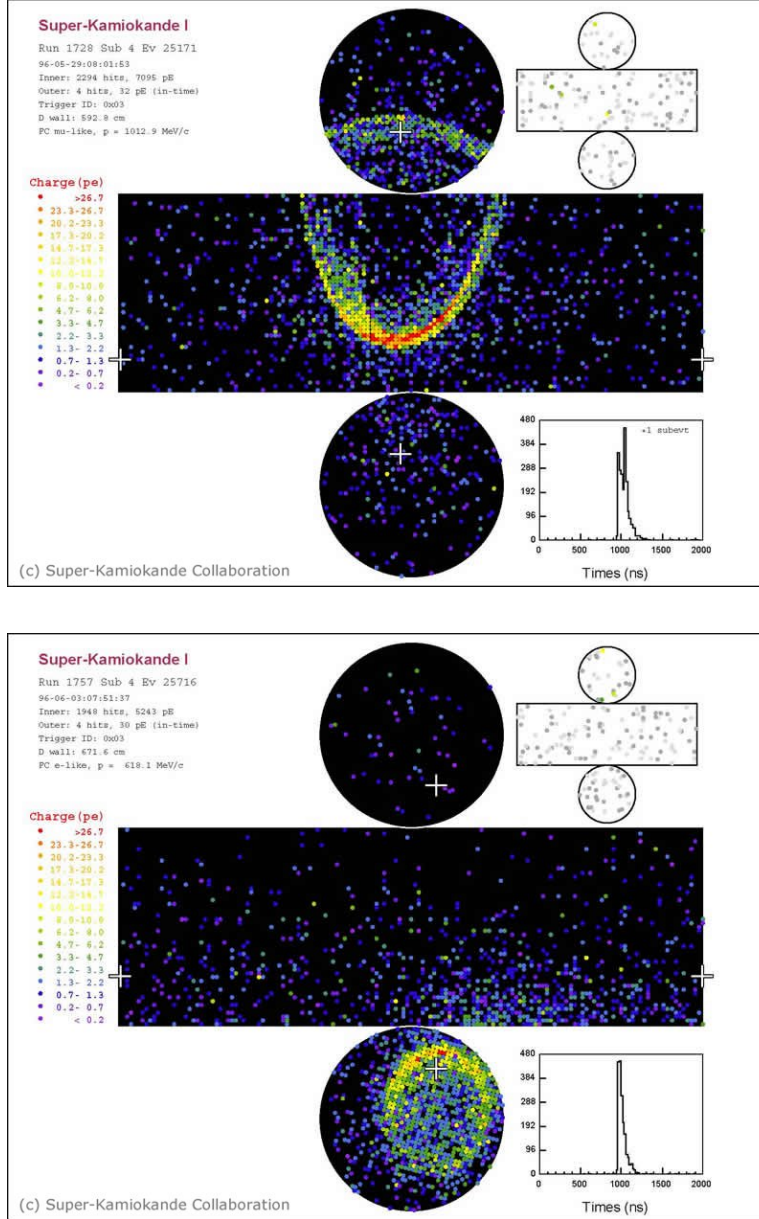 Super-Kamiokande I
Run 1728 Sub 4 Ev 25171
96-05-29:08:01:53
Inner: 2294 hits, 7095 pE
Outer: 4 hits, 32 pE (in-time)
Trigger ID: 0x03
D wall: 592.8 cm
FC mu-like, p = 1012.9 MeV/c
Charge(pe)
>26.7
23.3-26.7
20.2-23.3
17.3-20.2
14.7-17.3
12.2-14.7
10.0-12.2
8.0-10.0
6.2- 8.0
4.7- 6.2
3.3- 4.7
2.2- 3.3
1.3- 2.2
0.7- 1.3
0.2- 0.7
< 0.2
480
384
288
192
96
0
+1 subevt
0 500 1000 1500 2000
Times (ns)
(c) Super-Kamiokande Collaboration
Super-Kamiokande I
Run 1757 Sub 4 Ev 25716
96-06-03:07:51:37
Inner: 1948 hits, 5243 pE
Outer: 4 hits, 30 pE (in-time)
Trigger ID: 0x03
D wall: 671.6 cm
FC e-like, p = 618.1 MeV/c
Charge(pe)
>26.7
23.3-26.7
20.2-23.3
17.3-20.2
14.7-17.3
12.2-14.7
10.0-12.2
8.0-10.0
6.2- 8.0
4.7- 6.2
3.3- 4.7
2.2- 3.3
1.3- 2.2
0.7- 1.3
0.2- 0.7
< 0.2
480
384
288
192
96
0
0 500 1000 1500 2000
Times (ns)
(c) Super-Kamiokande Collaboration